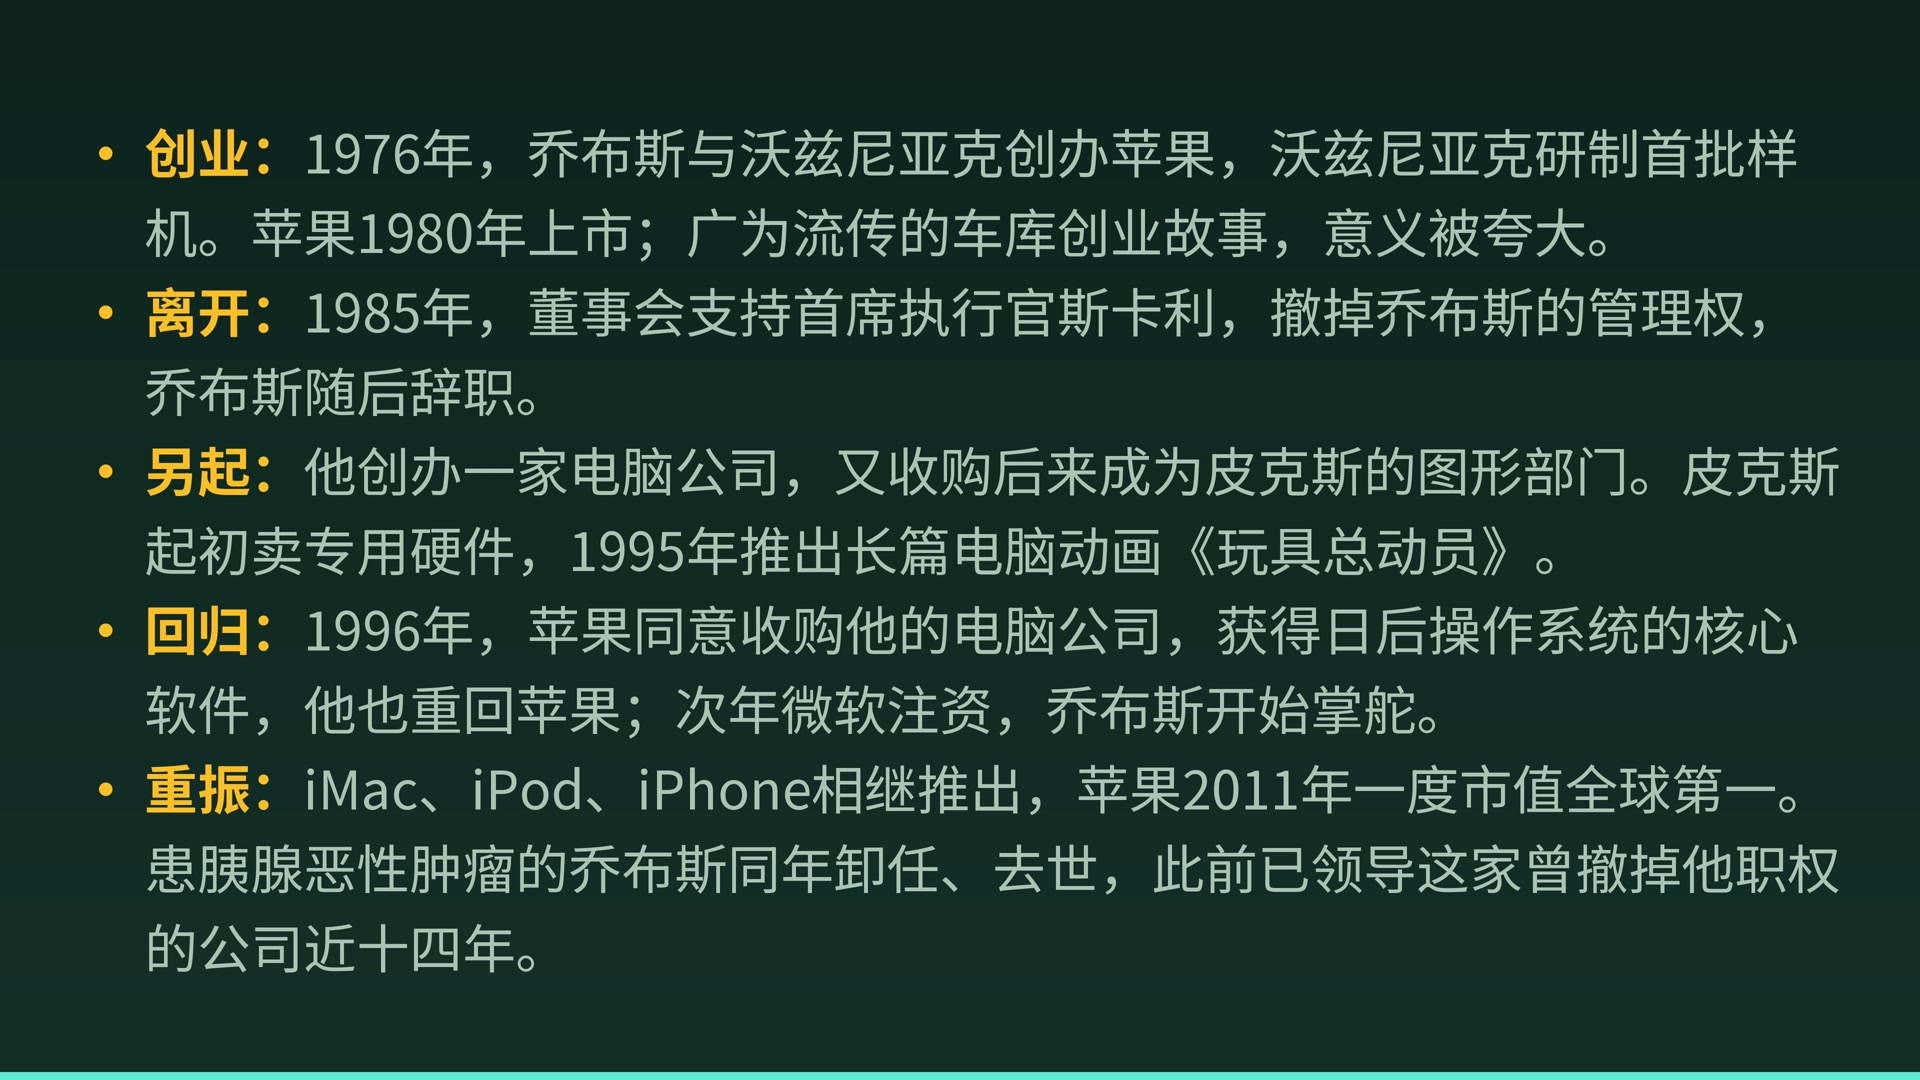 • 创业：1976年，乔布斯与沃兹尼亚克创办苹果，沃兹尼亚克研制首批样
机。苹果1980年上市；广为流传的车库创业故事，意义被夸大。
• 离开：1985年，董事会支持首席执行官斯卡利，撤掉乔布斯的管理权，
乔布斯随后辞职。
• 另起：他创办一家电脑公司，又收购后来成为皮克斯的图形部门。皮克斯
起初卖专用硬件，1995年推出长篇电脑动画《玩具总动员》。
• 回归：1996年，苹果同意收购他的电脑公司，获得日后操作系统的核心
软件，他也重回苹果；次年微软注资，乔布斯开始掌舵。
• 重振：iMac、iPod、iPhone相继推出，苹果2011年一度市值全球第一。
患胰腺恶性肿瘤的乔布斯同年卸任、去世，此前已领导这家曾撤掉他职权
的公司近十四年。